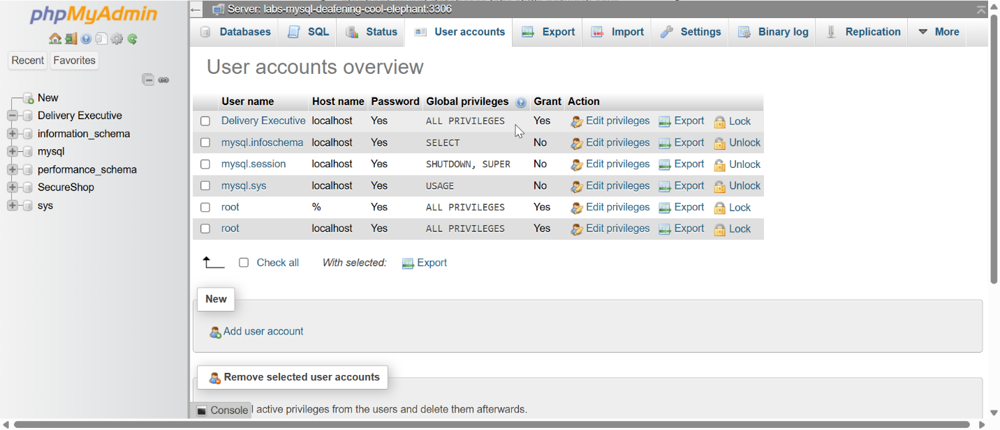 phpMyAdmin
Recent Favorites
New
Delivery Executive
information_schema
mysql
performance_schema
SecureShop
sys
Server: labs-mysql-deafening-cool-elephant:3306
Databases SQL Status User accounts Export Import Settings Binary log Replication More
User accounts overview
User name Host name Password Global privileges Grant Action
Delivery Executive localhost Yes ALL PRIVILEGES Yes Edit privileges Export Lock
mysql.infoschema localhost Yes SELECT No Edit privileges Export Unlock
mysql.session localhost Yes SHUTDOWN, SUPER No Edit privileges Export Unlock
mysql.sys localhost Yes USAGE No Edit privileges Export Unlock
root % Yes ALL PRIVILEGES Yes Edit privileges Export Lock
root localhost Yes ALL PRIVILEGES Yes Edit privileges Export Lock
Check all With selected: Export
New
Add user account
Remove selected user accounts
Console active privileges from the users and delete them afterwards.